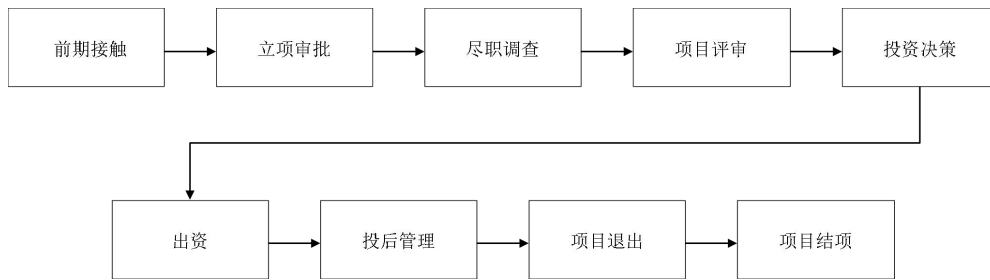 前期接触
立项审批
尽职调查
项目评审
投资决策
出资
投后管理
项目退出
项目结项